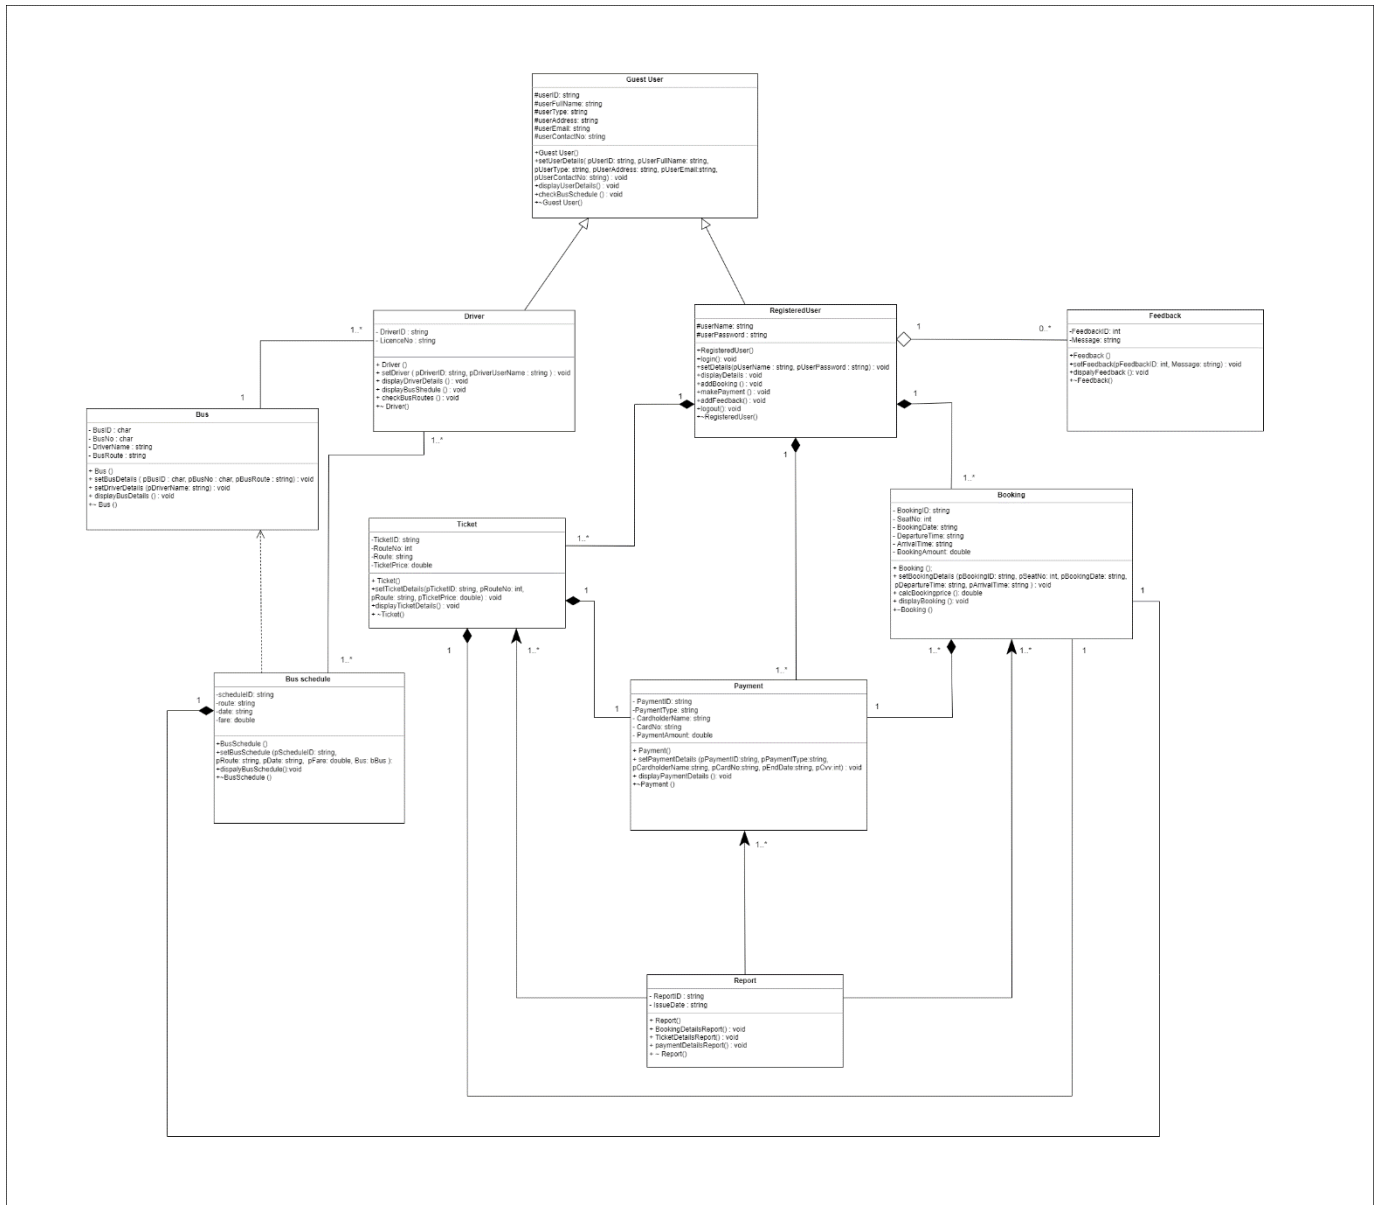 Guest User
#userID: string
#userFullName: string
#userType: string
#userAddress: string
#userEmail: string
#userContactNo: string
+Guest User()
+setUserDetails( pUserID: string, pUserFullName: string,
pUserType: string, pUserAddress: string, pUserEmail:string,
pUserContactNo: string) : void
+displayUserDetails() : void
+checkBusSchedule () : void
+~Guest User()
Driver
- DriverID : string
- LicenceNo : string
+ Driver ()
+ setDriver ( pDriverID: string, pDriverUserName : string ) : void
+ displayDriverDetails () : void
+ displayBusShedule () : void
+ checkBusRoutes () : void
+~ Driver()
1..*
1
1..*
RegisteredUser
#userName: string
#userPassword : string
+RegisteredUser()
+login(): void
+setDetails(pUserName : string, pUserPassword : string) : void
+displayDetails : void
+addBooking () : void
+makePayment () : void
+addFeedback() : void
+logout(): void
+~RegisteredUser()
1
0..*
1
1
1
Feedback
-FeedbackID: int
-Message: string
+Feedback ()
+setFeedback(pFeedbackID: int, Message: string) : void
+dispalyFeedback (): void
+~Feedback()
Bus
- BusID : char
- BusNo : char
- DriverName : string
- BusRoute : string
+ Bus ()
+ setBusDetails ( pBusID : char, pBusNo : char, pBusRoute : string) : void
+ setDriverDetails (pDriverName: string) : void
+ displayBusDetails () : void
+~ Bus ()
Ticket
-TicketID: string
-RouteNo: int
-Route: string
-TicketPrice: double
+ Ticket()
+setTicketDetails(pTicketID: string, pRouteNo: int,
pRoute: string, pTicketPrice: double) : void
+displayTicketDetails() : void
+ ~Ticket()
1..*
1
1
1..*
1..*
Booking
- BookingID: string
- SeatNo: int
- BookingDate: string
- DepartureTime: string
- ArrivalTime: string
- BookingAmount: double
+ Booking ();
+ setBookingDetails (pBookingID: string, pSeatNo: int, pBookingDate: string,
pDepartureTime: string, pArrivalTime: string ) : void
+ calcBookingprice (): double
+ displayBooking (): void
+~Booking ()
1
1..*
1..*
1
Bus schedule
-scheduleID: string
-route: string
-date: string
-fare: double
+BusSchedule ()
+setBusSchedule (pScheduleID: string,
pRoute: string, pDate: string, pFare: double, Bus: bBus ):
+dispalyBusSchedule():void
+~BusSchedule ()
1..*
1
Payment
- PaymentID: string
-PaymentType: string
- CardholderName: string
- CardNo: string
- PaymentAmount: double
+ Payment()
+ setPaymentDetails (pPaymentID: string, pPaymentType:string,
pCardholderName:string, pCardNo:string, pEndDate:string, pCvv int) : void
+ displayPaymentDetails (): void
+~Payment ()
1..*
1
1
1..*
Report
- ReportID : string
- IssueDate : string
+ Report()
+ BookingDetailsReport() : void
+ TicketDetailsReport() : void
+ paymentDetailsReport() : void
+ ~ Report()